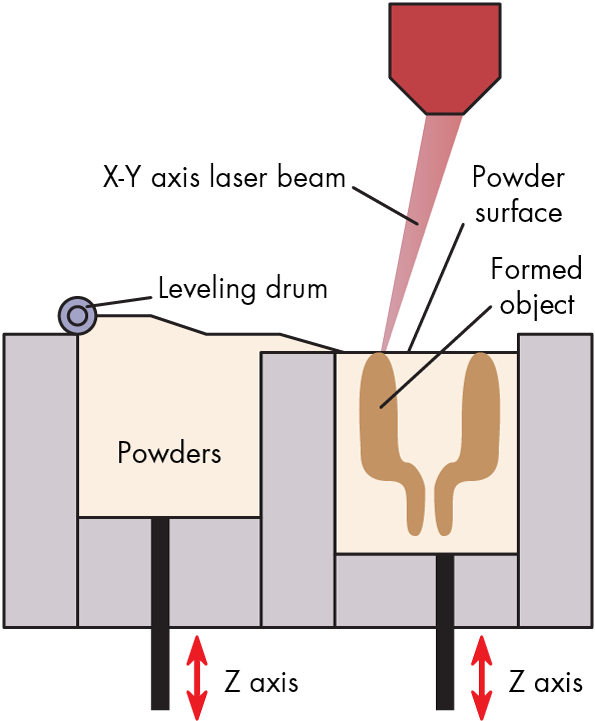 X-Y axis laser beam
Powder
surface
Leveling drum
Formed
object
Powders
Z axis
Z axis